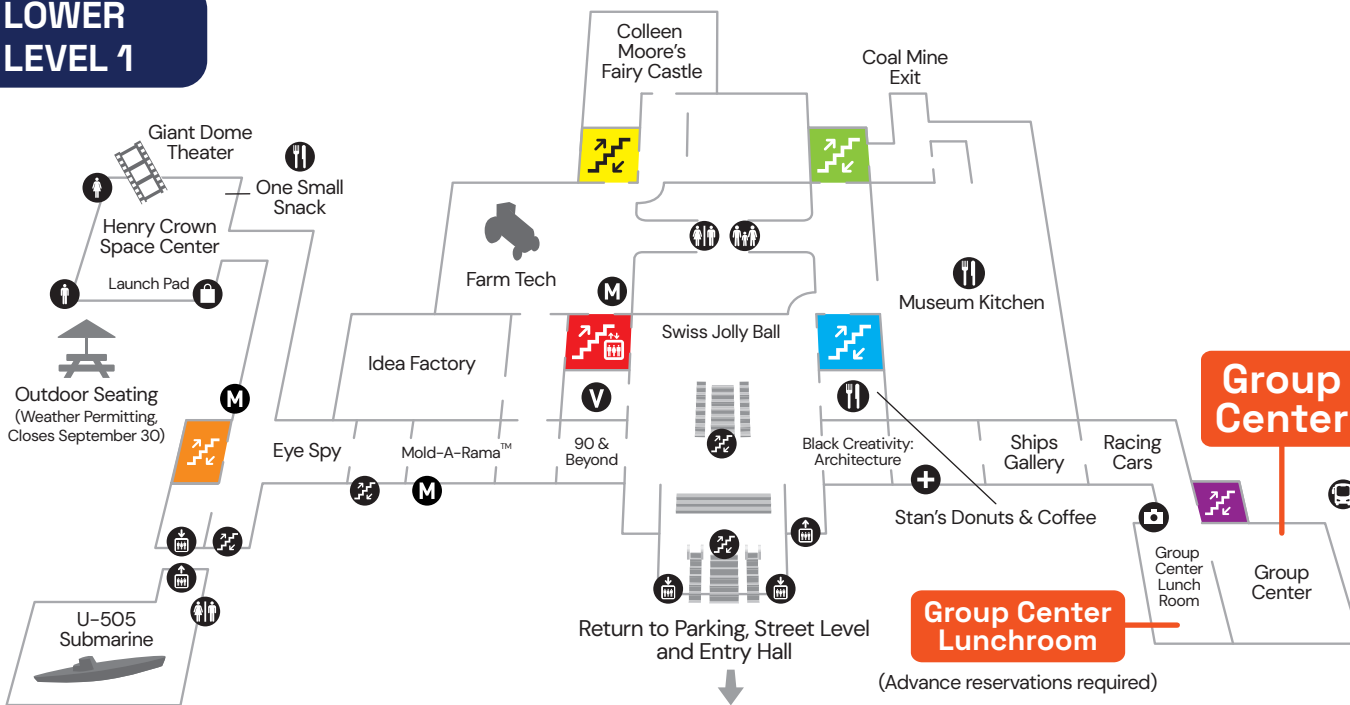 LOWER
LEVEL 1
Colleen
Moore's
Fairy Castle
Coal Mine
Exit
Giant Dome
Theater
One Small
Snack
Henry Crown
Space Center
Launch Pad
Farm Tech
M
Museum Kitchen
Swiss Jolly Ball
Idea Factory
Outdoor Seating
(Weather Permitting,
Closes September 30)
M
V
Group
Center
Eye Spy
Mold-A-Rama™
90 &
Beyond
Black Creativity:
Architecture
Ships
Gallery
Racing
Cars
M
Stan's Donuts & Coffee
Group
Center
Lunch
Room
Group
Center
U-505
Submarine
Return to Parking, Street Level
and Entry Hall
Group Center
Lunchroom
(Advance reservations required)